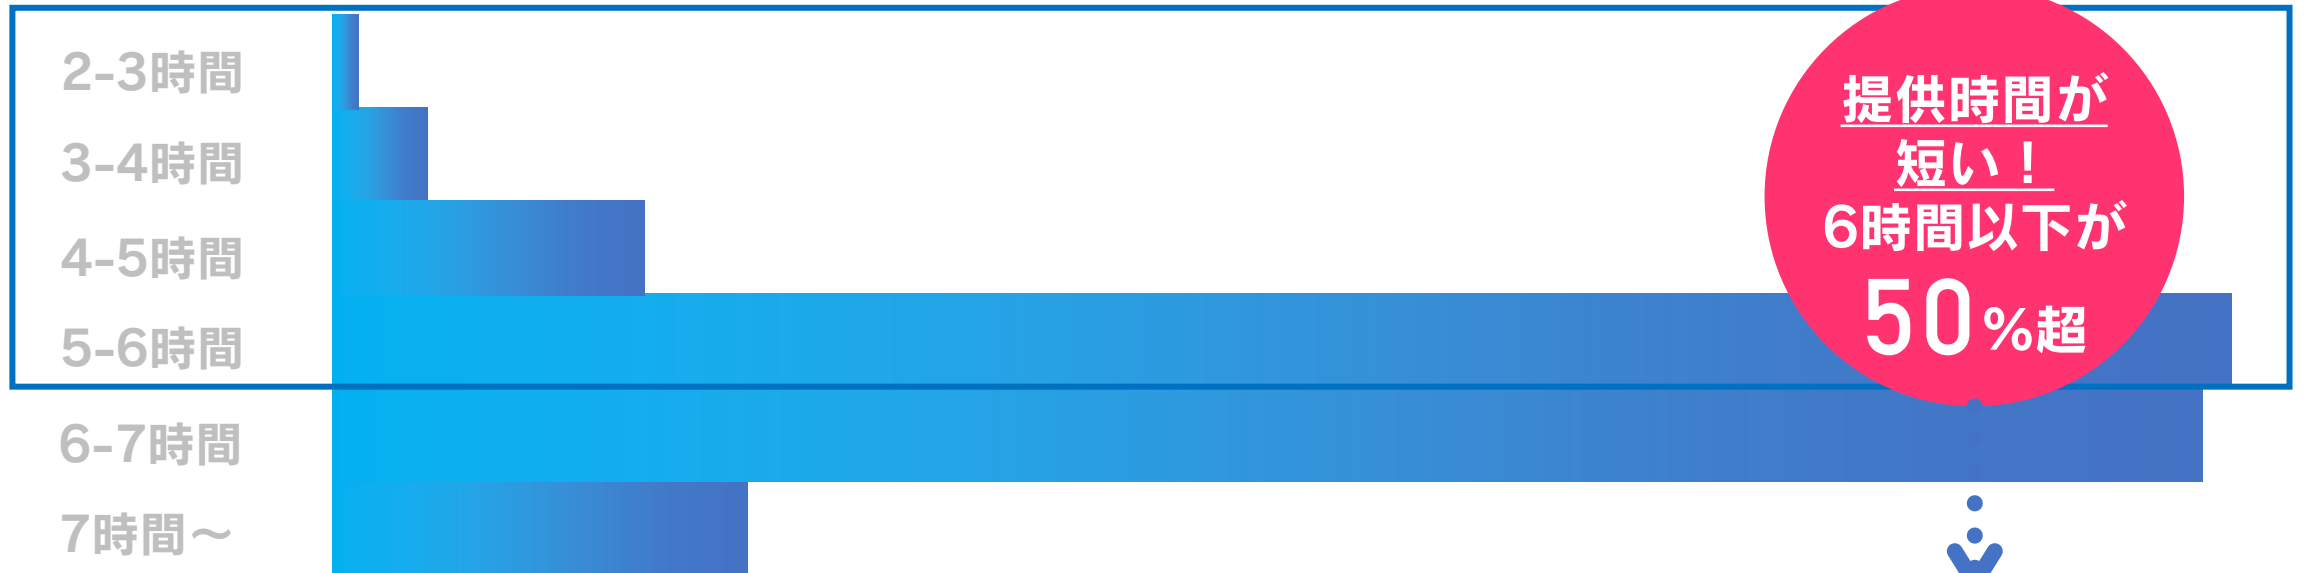 2-3時間
3-4時間
4-5時間
5-6時間
6-7時間
7時間～
提供時間が
短い！
6時間以下が
50%超